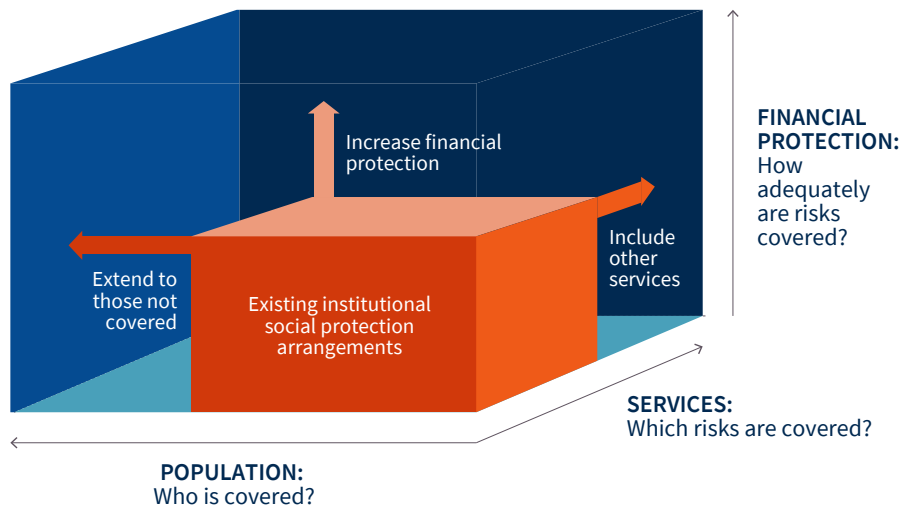 Increase financial
protection
FINANCIAL
PROTECTION:
How
adequately
are risks
covered?
Include
other
services
Extend to
those not
covered
Existing institutional
social protection
arrangements
SERVICES:
Which risks are covered?
POPULATION:
Who is covered?